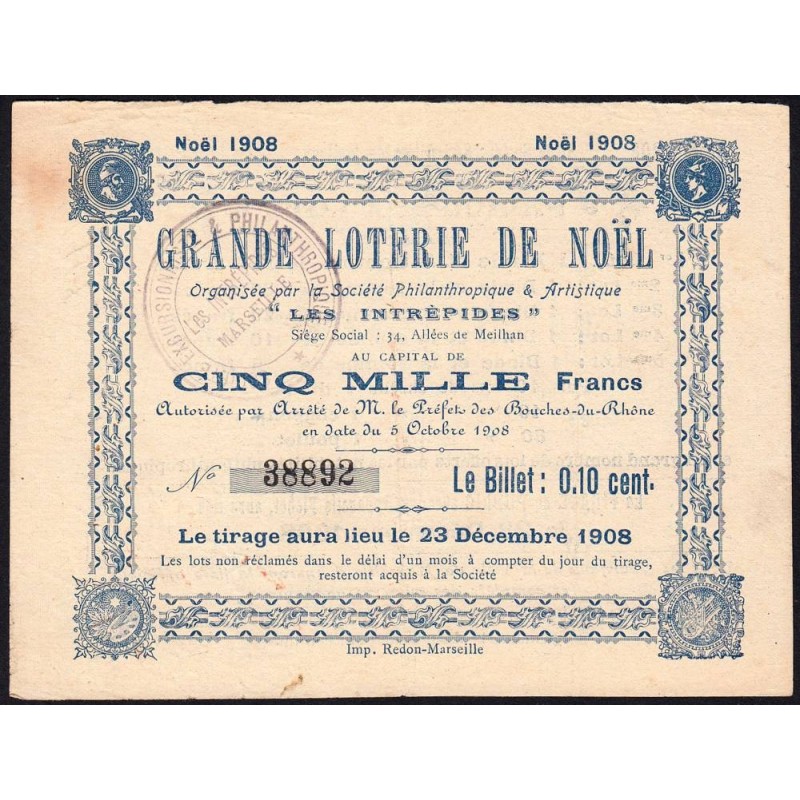 Noël 1908
Noël 1908
GRANDE LOTERIE DE NOËL
Organisée par la Société Philanthropique & Artistique
"LES INTRÉPIDES"
Siège Social : 34, Allées de Meilhan
AU CAPITAL DE
CINQ MILLE Francs
Autorisée par Arrêté de M. le Préfet des Bouches-du-Rhône
en date du 5 Octobre 1908
No 38892
Le Billet : 0.10 cent.
Le tirage aura lieu le 23 Décembre 1908
Les lots non réclamés dans le délai d'un mois à compter du jour du tirage,
resteront acquis à la Société
Imp. Redon-Marseille
& PHILANTHROPIQUE
MARSEILLE